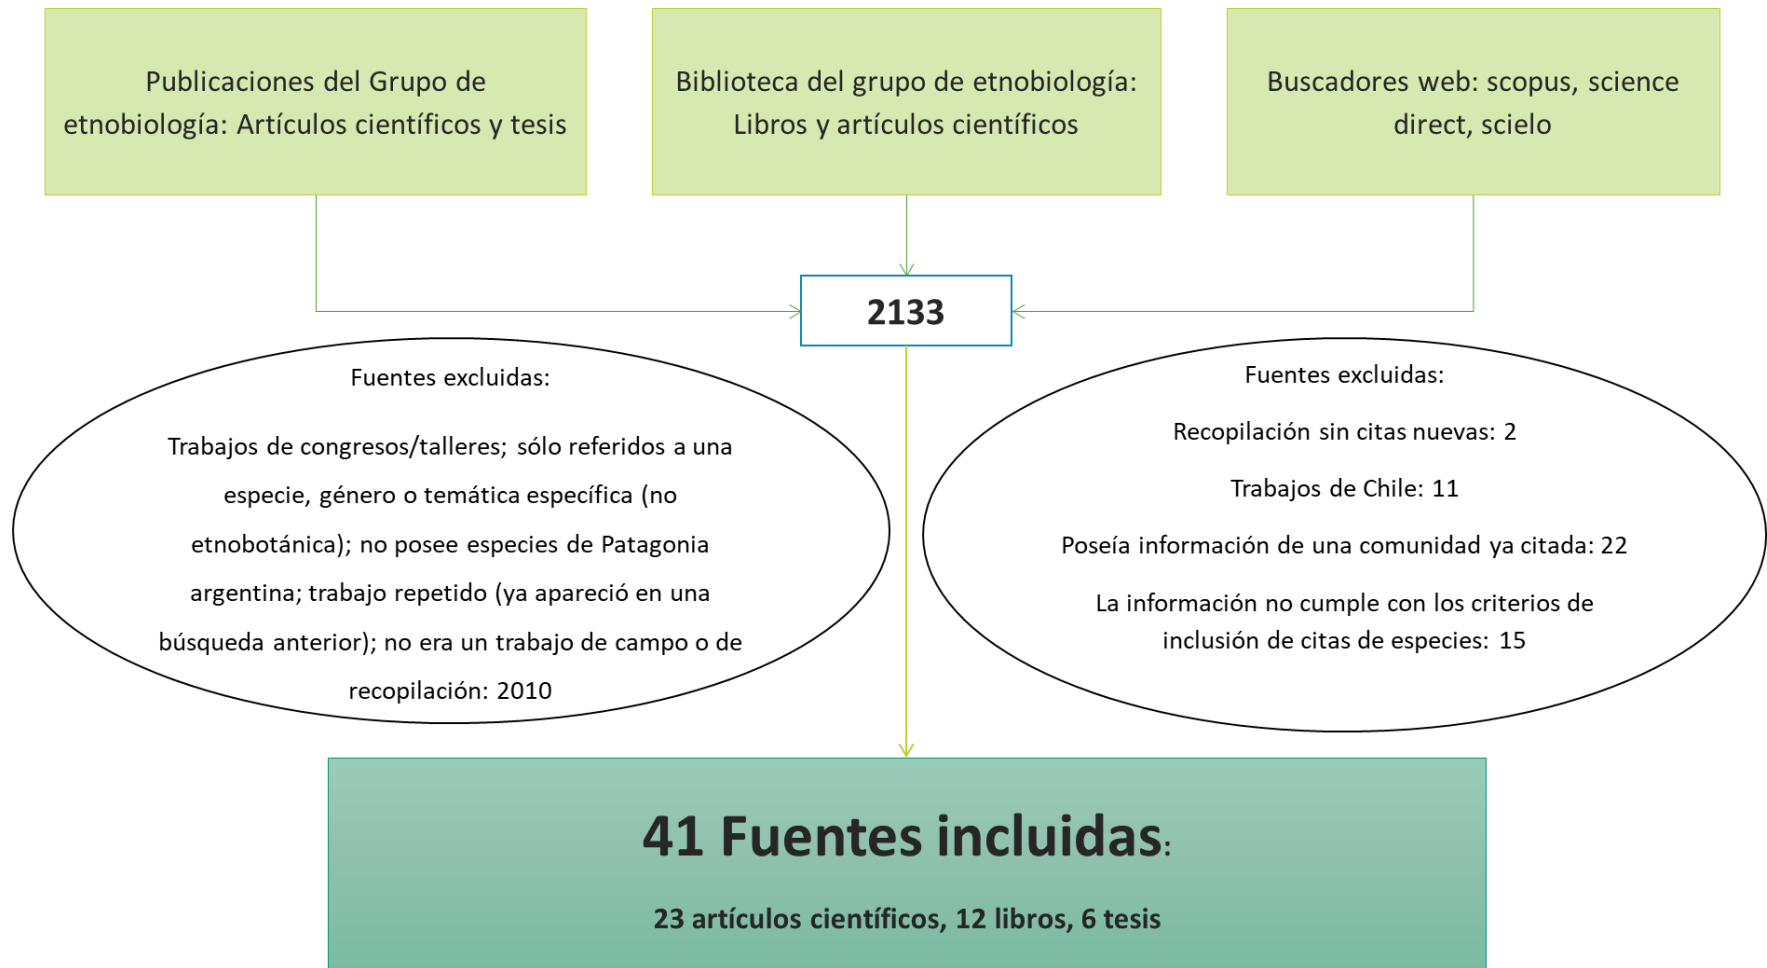 Publicaciones del Grupo de
etnobiología: Artículos científicos y tesis
Biblioteca del grupo de etnobiología:
Libros y artículos científicos
Buscadores web: scopus, science
direct, scielo
2133
Fuentes excluidas:
Trabajos de congresos/talleres; sólo referidos a una
especie, género o temática específica (no
etnobotánica); no posee especies de Patagonia
argentina; trabajo repetido (ya apareció en una
búsqueda anterior); no era un trabajo de campo o de
recopilación: 2010
Fuentes excluidas:
Recopilación sin citas nuevas: 2
Trabajos de Chile: 11
Poseía información de una comunidad ya citada: 22
La información no cumple con los criterios de
inclusión de citas de especies: 15
41 Fuentes incluidas:
23 artículos científicos, 12 libros, 6 tesis